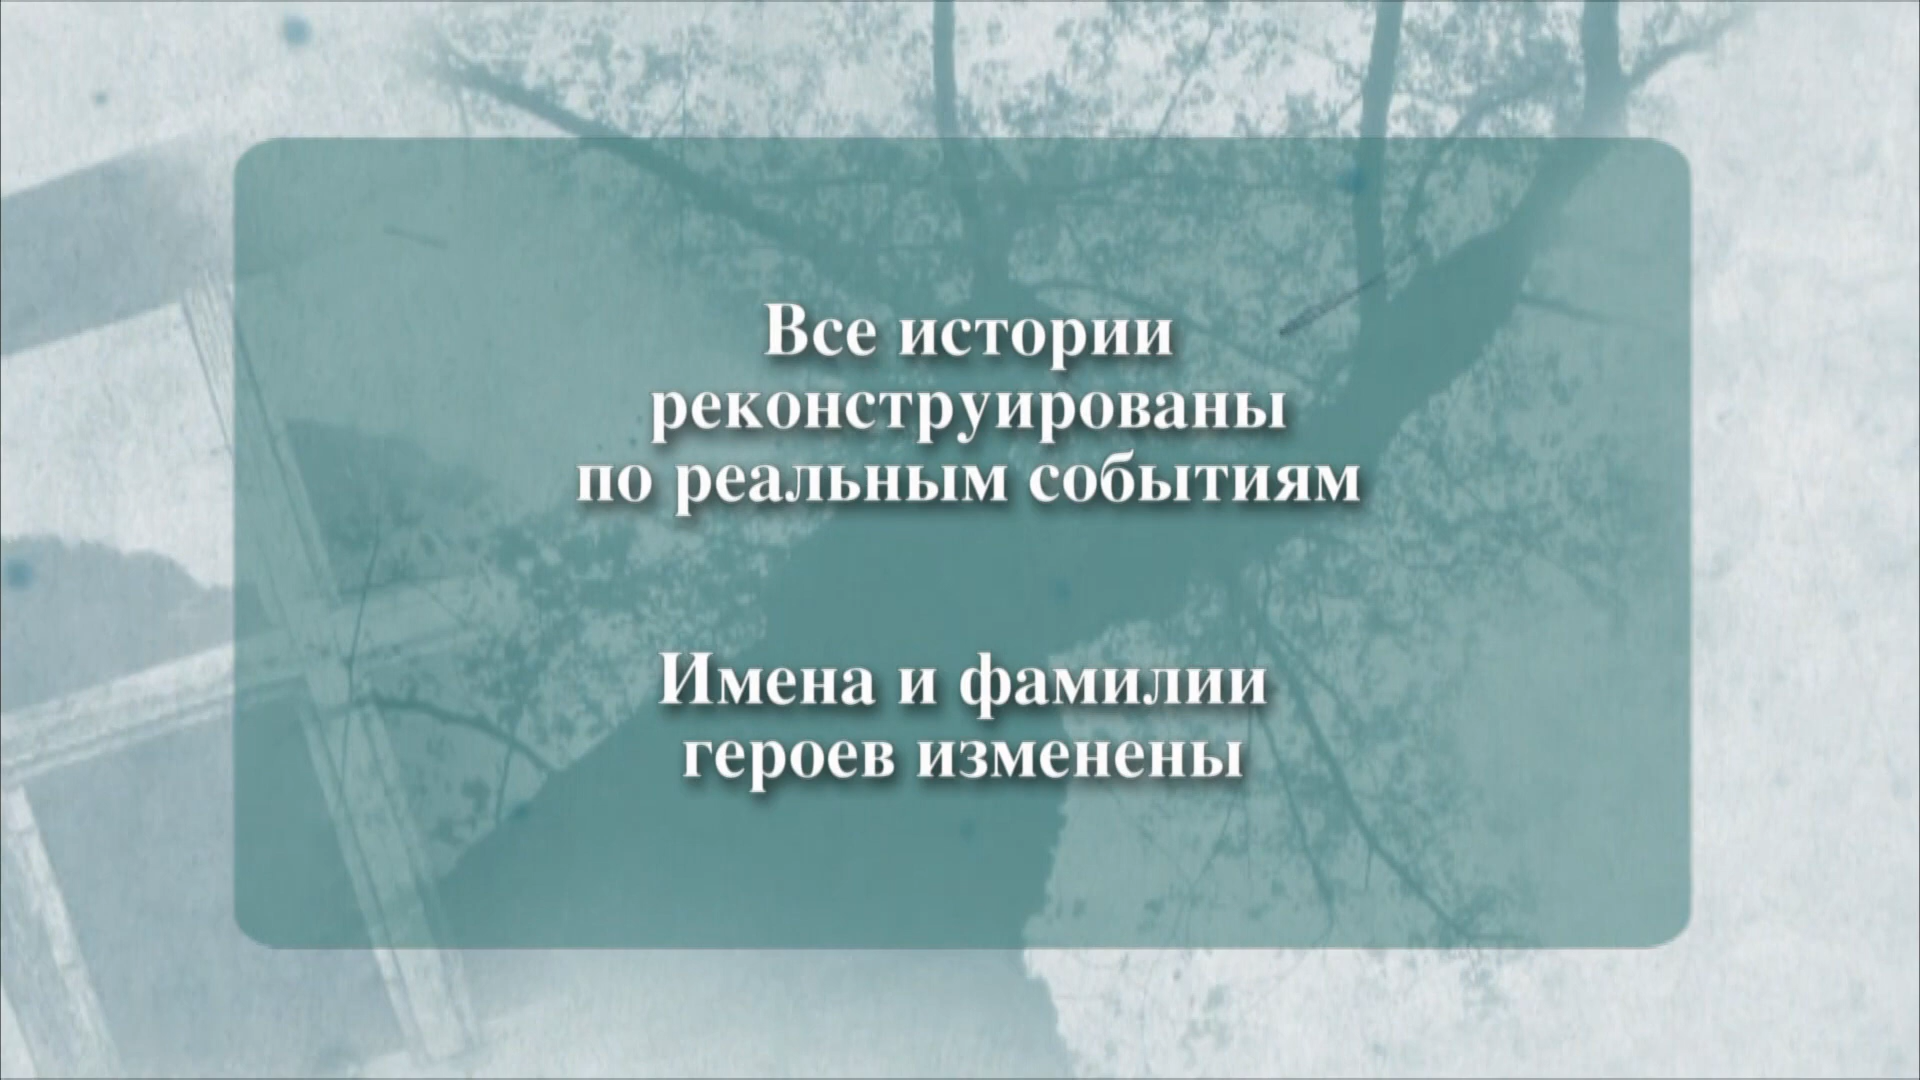 Все истории
реконструированы
по реальным событиям
Имена и фамилии
героев изменены